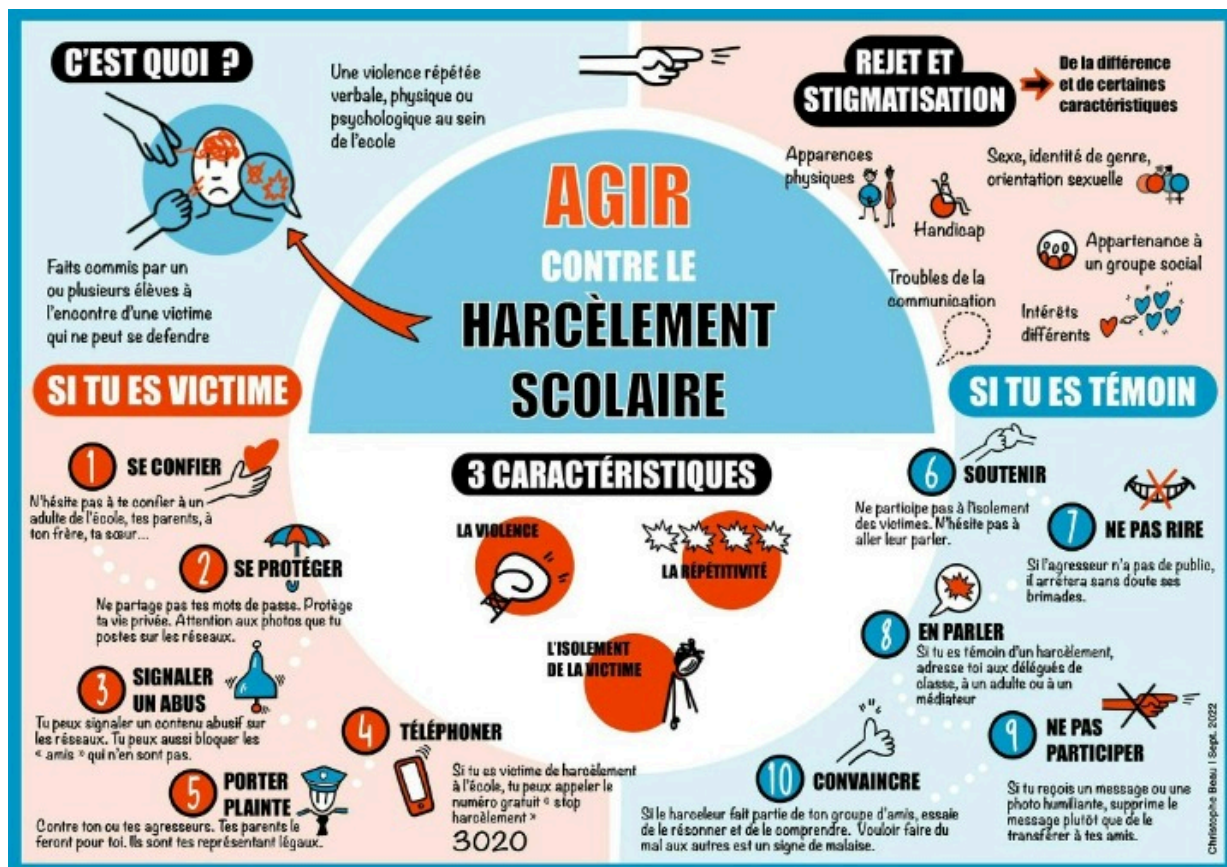 C'EST QUOI ?
Une violence répétée
verbale, physique ou
psychologique au sein
de l'ecole
Faits commis par un
ou plusieurs élèves à
l'encontre d'une victime
qui ne peut se defendre
REJET ET
STIGMATISATION
De la différence
et de certaines
caractéristiques
Apparences
physiques
Sexe, identité de genre,
orientation sexuelle
Handicap
Appartenance à
un groupe social
Troubles de la
communication
Intérêts
différents
AGIR
CONTRE LE
HARCÈLEMENT
SCOLAIRE
3 CARACTÉRISTIQUES
LA VIOLENCE
LA RÉPÉTITIVITÉ
L'ISOLEMENT
DE LA VICTIME
SI TU ES VICTIME
1 SE CONFIER
N'hésite pas à te confier à un
adulte de l'école, tes parents, à
ton frère, ta sœur...
2 SE PROTÉGER
Ne partage pas tes mots de passe. Protège
ta vie privée. Attention aux photos que tu
postes sur les réseaux.
3 SIGNALER
UN ABUS
Tu peux signaler un contenu abusif sur
les réseaux. Tu peux aussi bloquer les
« amis » qui n'en sont pas.
4 TÉLÉPHONER
Si tu es victime de harcèlement
à l'école, tu peux appeler le
numéro gratuit « stop
harcèlement »
3020
5 PORTER
PLAINTE
Contre ton ou tes agresseurs. Tes parents le
feront pour toi. Ils sont tes représentant légaux.
SI TU ES TÉMOIN
6 SOUTENIR
Ne participe pas à l'isolement
des victimes. N'hésite pas à
aller leur parler.
7 NE PAS RIRE
Si l'agresseur n'a pas de public,
il arrêtera sans doute ses
brimades.
8 EN PARLER
Si tu es témoin d'un harcèlement,
adresse toi aux délégués de
classe, à un adulte ou à un
médiateur
9 NE PAS
PARTICIPER
Si tu reçois un message ou une
photo humiliante, supprime le
message plutôt que de le
transférer à tes amis.
10 CONVAINCRE
Si le harceleur fait partie de ton groupe d'amis, essaie
de le résonner et de le comprendre. Vouloir faire du
mal aux autres est un signe de malaise.
Christophe Beau | Sept. 2022